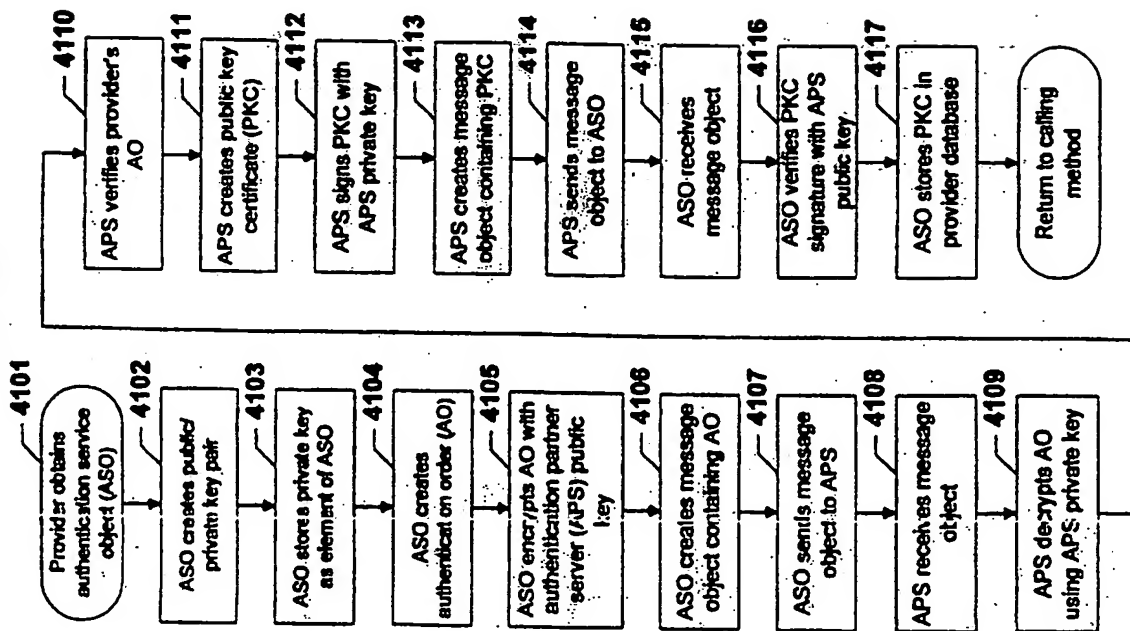 4101
Provider obtains
authentication service
object (ASO)
4102
ASO creates public/
private key pair
4103
ASO stores private key
as element of ASO
4104
ASO creates
authentication order (AO)
4105
ASO encrypts AO with
authentication partner
server (APS) public
key
4106
ASO creates message
object containing AO
4107
ASO sends message
object to APS
4108
APS receives message
object
4109
APS decrypts AO
using APS private key
4110
APS verifies provider's
AO
4111
APS creates public key
certificate (PKC)
4112
APS signs PKC with
APS private key
4113
APS creates message
object containing PKC
4114
APS sends message
object to ASO
4115
ASO receives
message object
4116
ASO verifies PKC
signature with APS
public key
4117
ASO stores PKC in
provider database
Return to calling
method